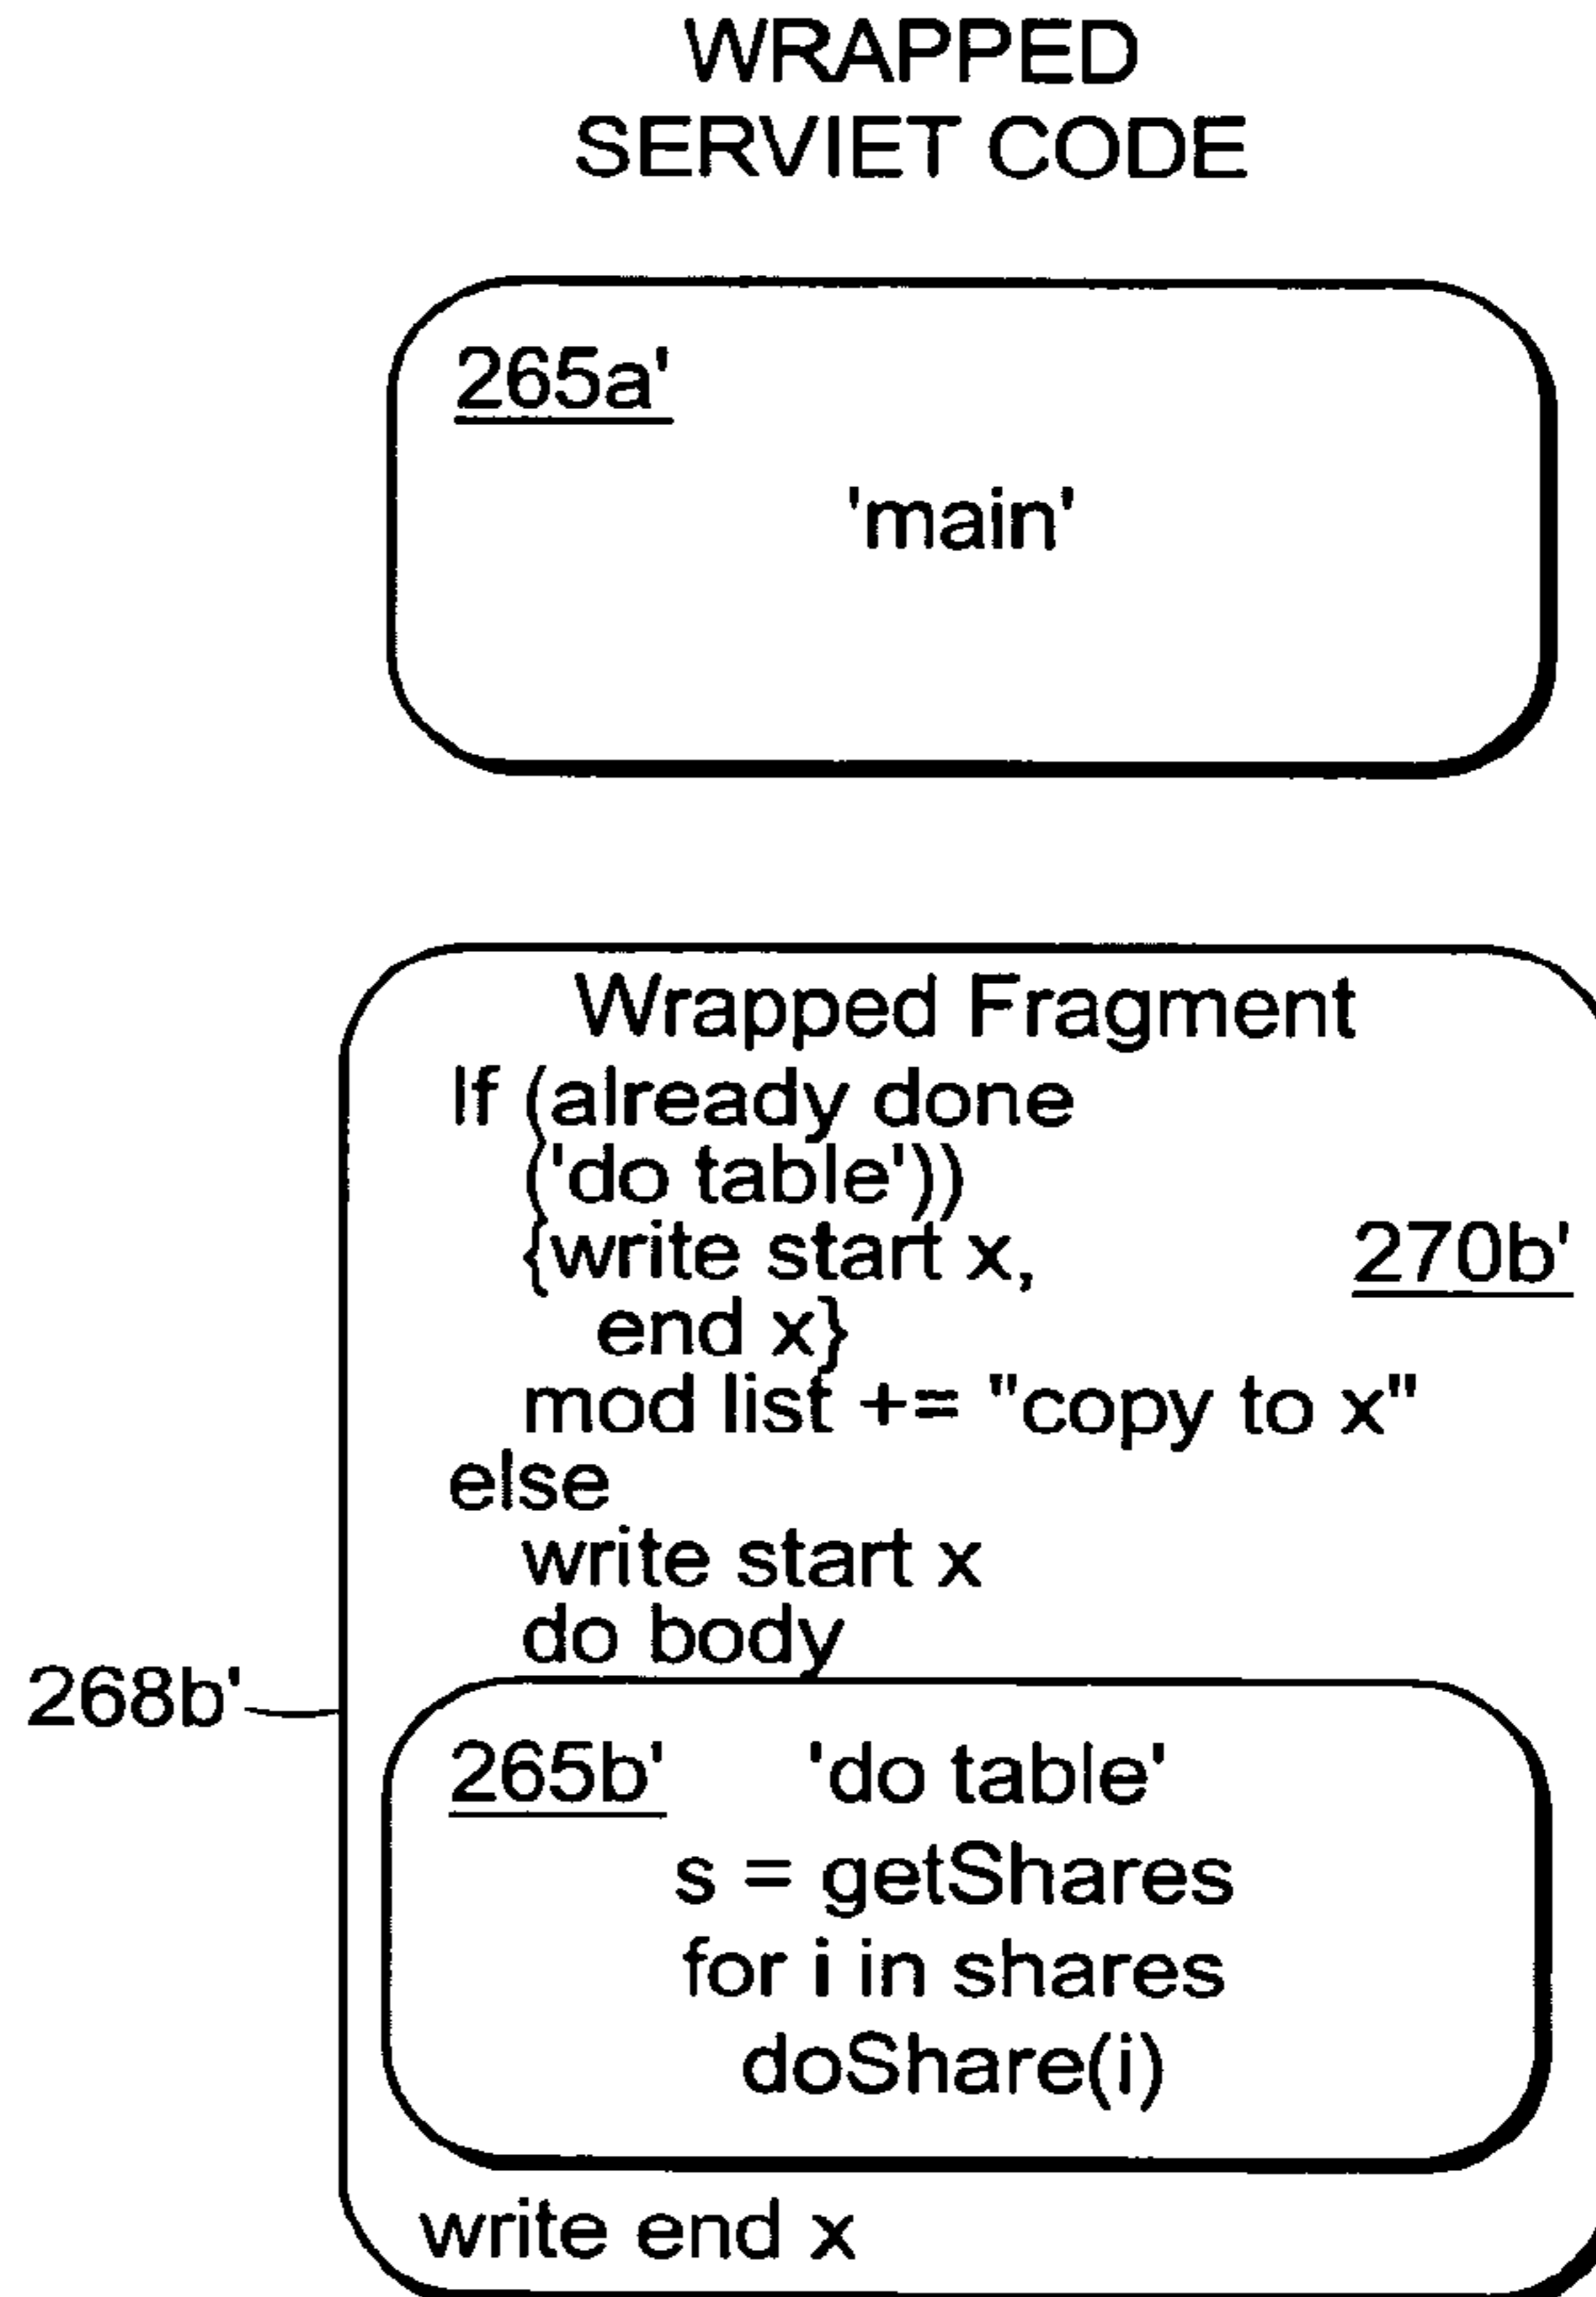 WRAPPED
SERVIET CODE
265a'
'main'
Wrapped Fragment
If (already done
('do table'))
{write start x,
270b'
end x}
mod list += "copy to x"
else
write start x
do body
268b'
265b' 'do table'
s = getShares
for i in shares
doShare(i)
write end x